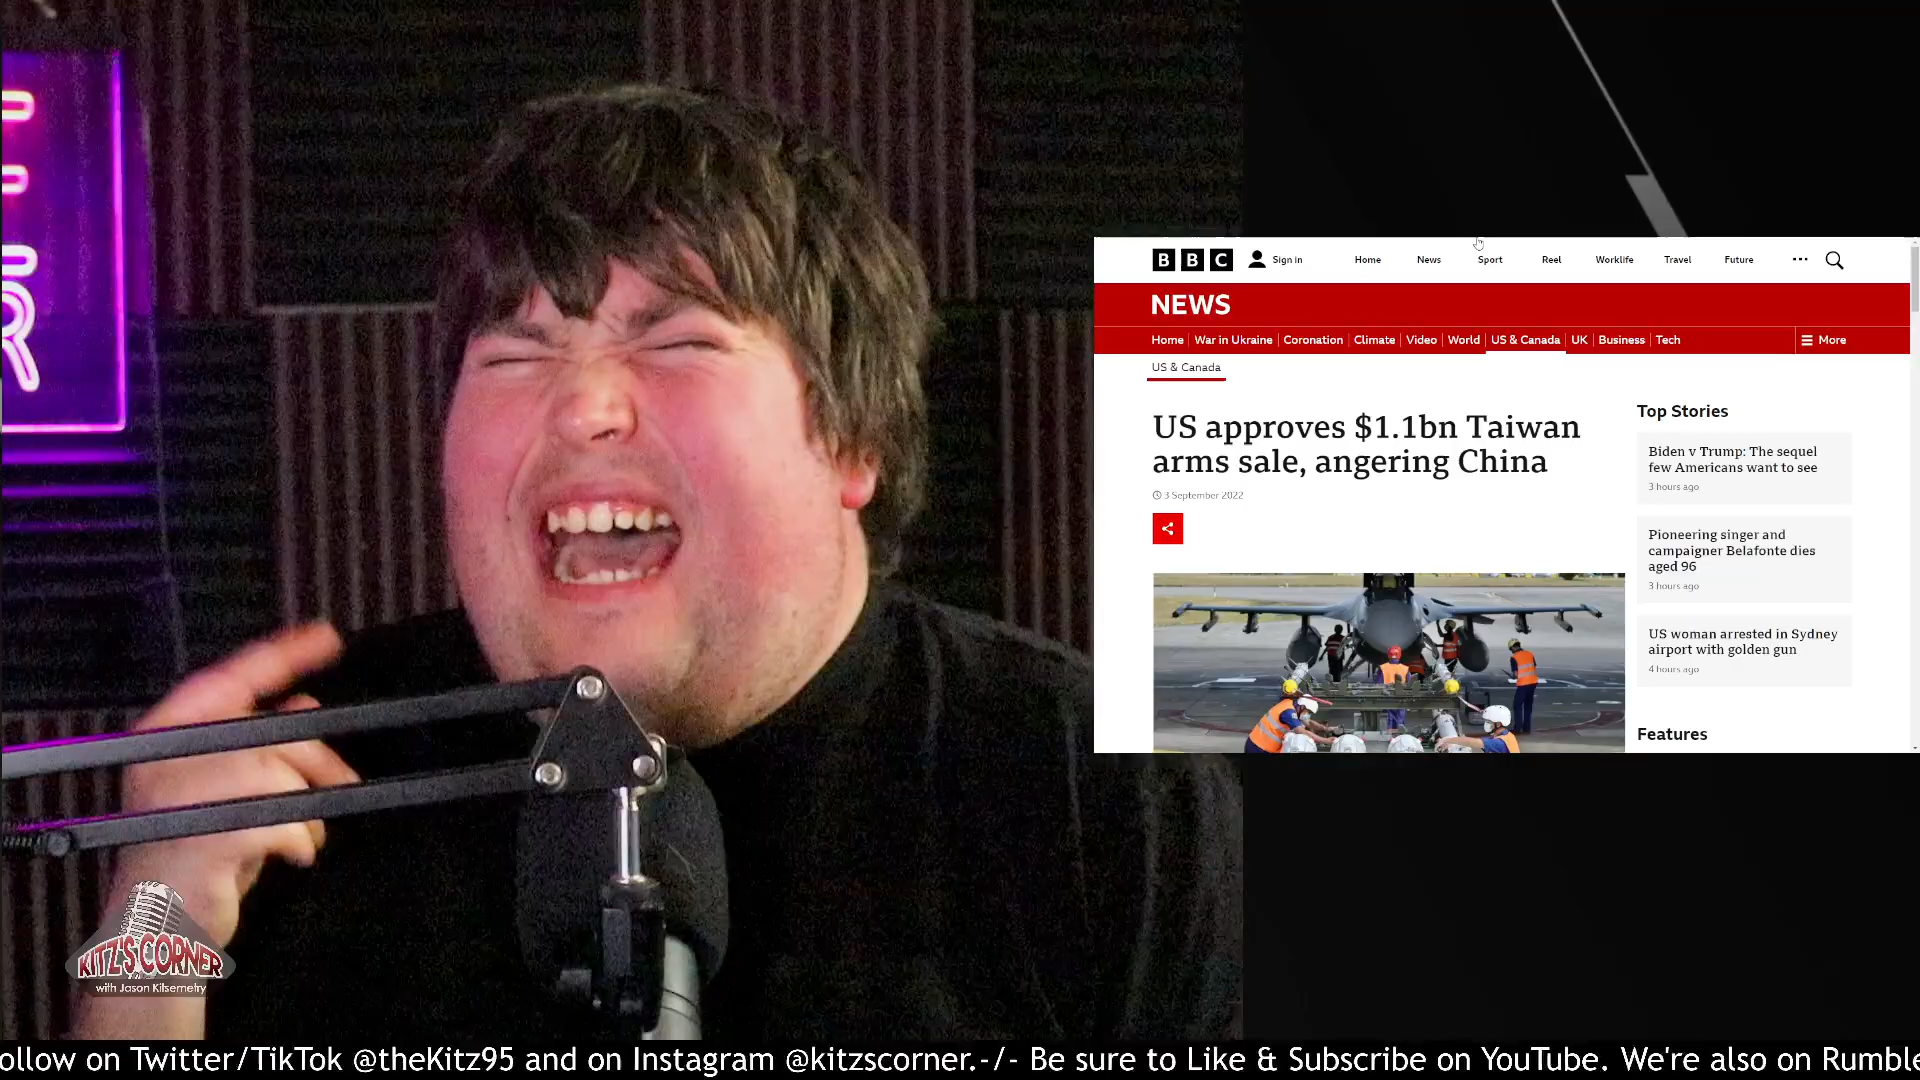 BBC
Sign in
Home
News
Sport
Reel
Worklife
Travel
Future
NEWS
Home
War in Ukraine
Coronation
Climate
Video
World
US & Canada
UK
Business
Tech
More
US & Canada
US approves $1.1bn Taiwan
arms sale, angering China
3 September 2022
Top Stories
Biden v Trump: The sequel
few Americans want to see
3 hours ago
Pioneering singer and
campaigner Belafonte dies
aged 96
3 hours ago
US woman arrested in Sydney
airport with golden gun
4 hours ago
Features
R
KITZ'S CORNER
with Jason Kitsemetry
ollow on Twitter/TikTok @theKitz95 and on Instagram @kitzscorner.-/- Be sure to Like & Subscribe on YouTube. We're also on Rumble